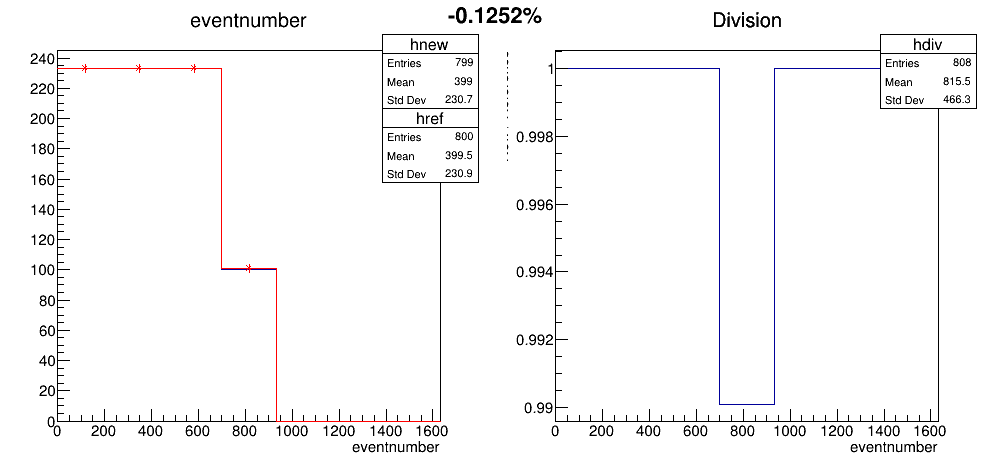 -0.1252%
eventnumber
hnew
Entries 799
Mean 399
Std Dev 230.7
href
Entries 800
Mean 399.5
Std Dev 230.9
240
220
200
180
160
140
120
100
80
60
40
20
0
0 200 400 600 800 1000 1200 1400 1600
eventnumber
Division
hdiv
Entries 808
Mean 815.5
Std Dev 466.3
1
0.998
0.996
0.994
0.992
0.99
0 200 400 600 800 1000 1200 1400 1600
eventnumber